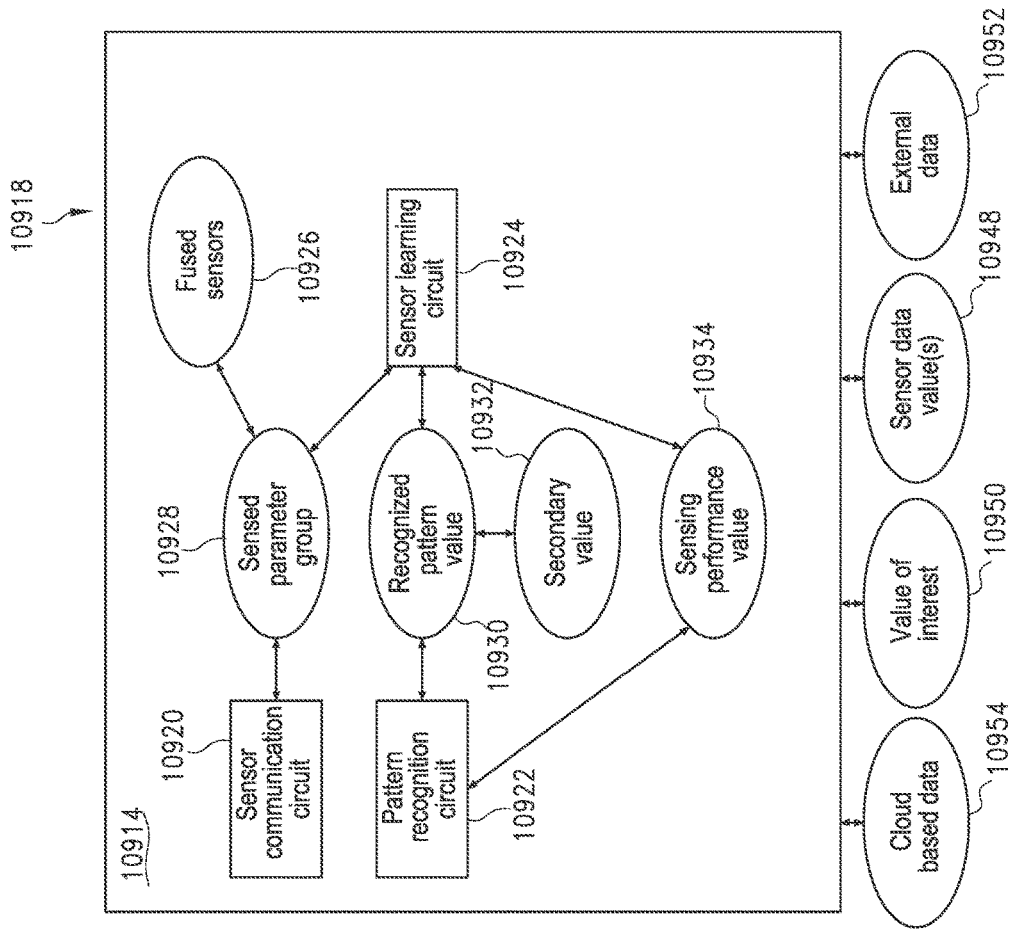 10918
10914
10920
Sensor
communication
circuit
10928
Sensed
parameter
group
Fused
sensors
10926
Pattern
recognition
circuit
10922
Recognized
pattern
value
10930
Sensor learning
circuit
10924
10932
Secondary
value
Sensing
performance
value
10934
Cloud
based data
10954
Value of
interest
10950
Sensor data
value(s)
10948
External
data
10952